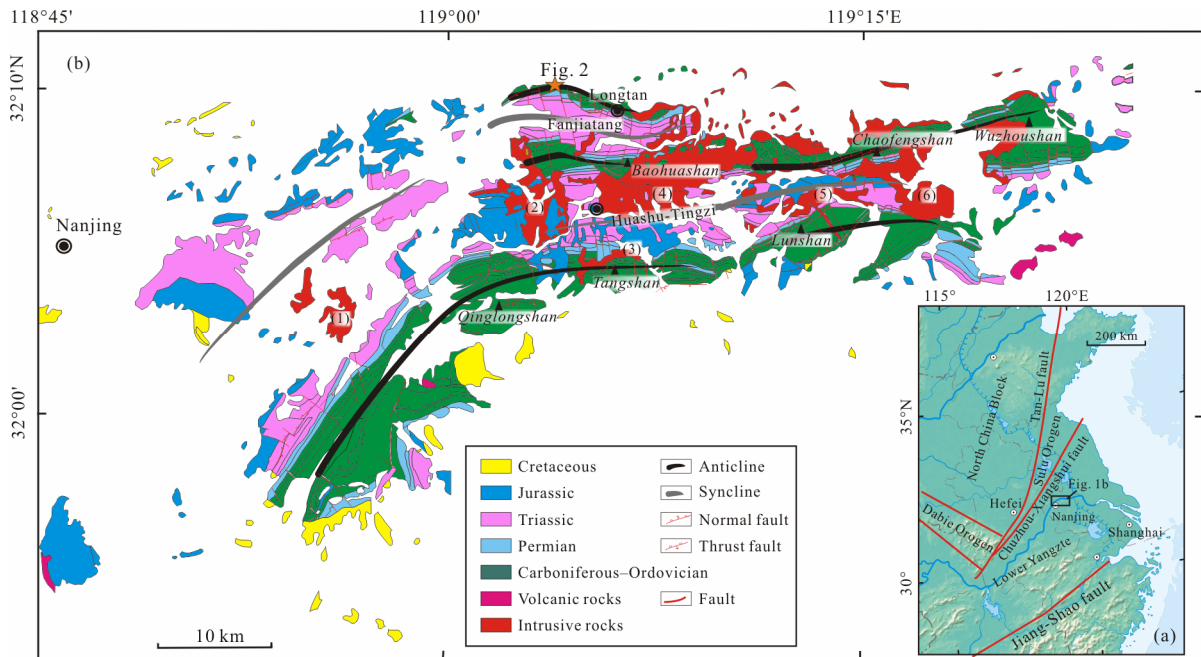 118°45'
119°00'
119°15'E
(b)
32°10'N
32°00'
Fig. 2
Longtan
Fanjiatang
Baohuashan
Chaofengshan
Wuzhoushan
Nanjing
(2)
(4)
(5)
(6)
Huashu-Tingzi
Lunshan
(3)
Tangshan
Qinglongshan
(1)
10 km
Cretaceous
Jurassic
Triassic
Permian
Carboniferous–Ordovician
Volcanic rocks
Intrusive rocks
Anticline
Syncline
Normal fault
Thrust fault
Fault
115°
120°E
200 km
35°N
30°
North China Block
Tan-Lu fault
Sulu Orogen
Chuzhou-Xiangshui fault
Fig. 1b
Hefei
Nanjing
Shanghai
Dabie Orogen
Lower Yangzte
Jiang-Shao fault
(a)